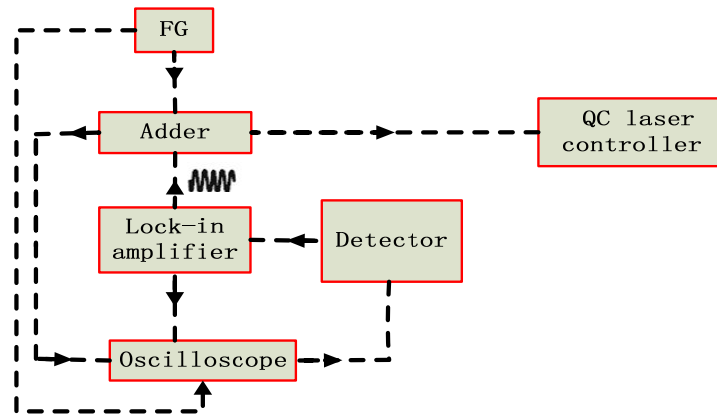 FG
Adder
QC laser
controller
Lock-in
amplifier
Detector
Oscilloscope